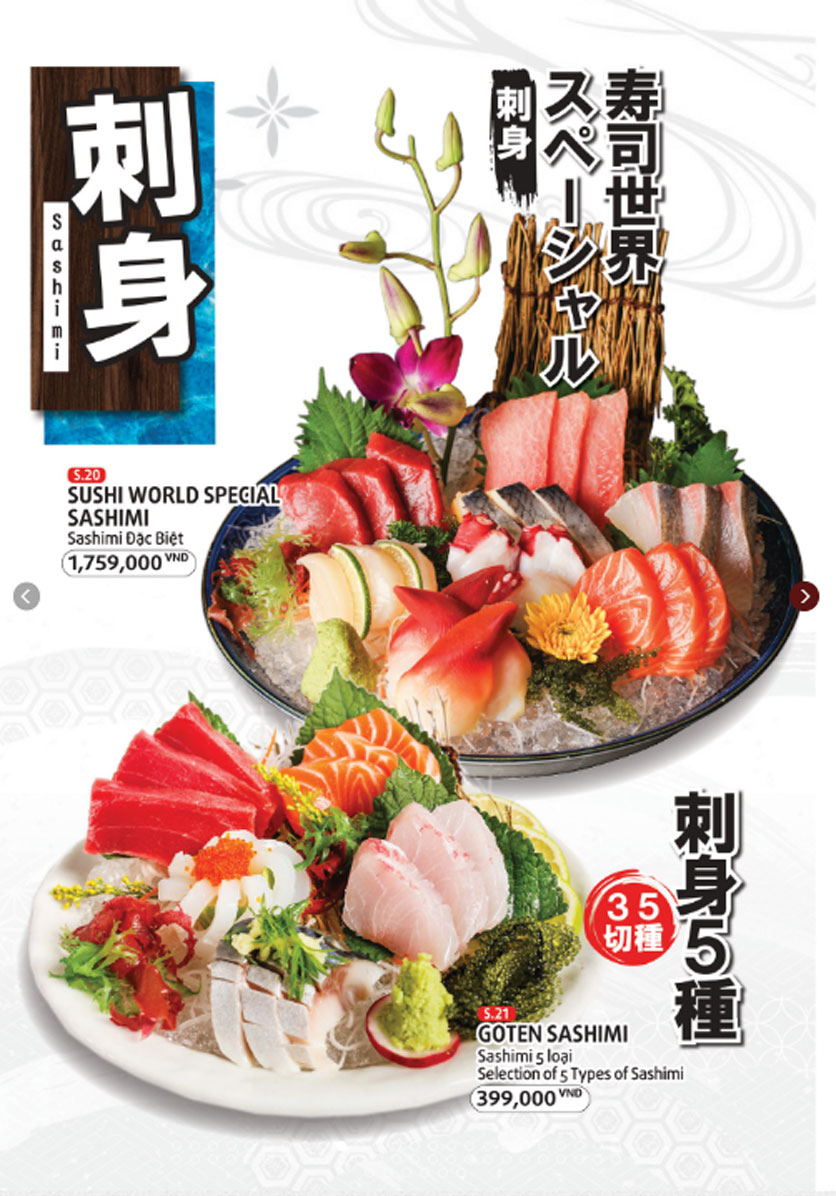 刺身
Sashimi
寿司世界
スペーシャル
刺身
S.20
SUSHI WORLD SPECIAL
SASHIMI
Sashimi Đặc Biệt
1,759,000 VND
刺身5種
35
切種
S.21
GOTEN SASHIMI
Sashimi 5 loại
Selection of 5 Types of Sashimi
399,000 VND